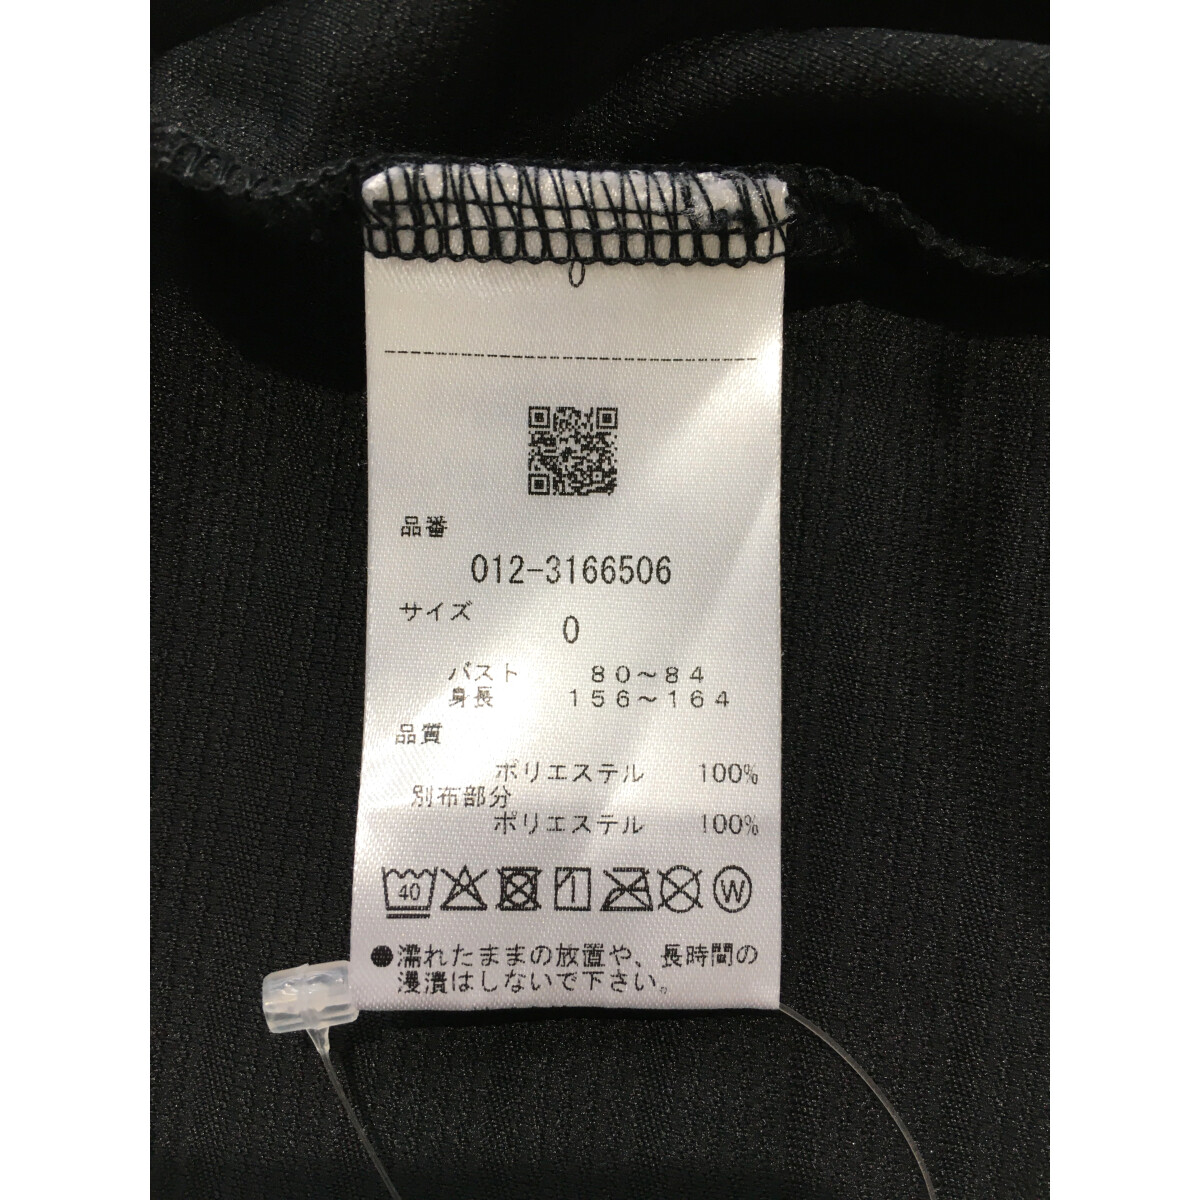 0
品番
012-3166506
サイズ
0
バスト 80～84
身長 156～164
品質
ポリエステル 100%
別布部分
ポリエステル 100%
40 W
●濡れたままの放置や、長時間の
浸漬はしないで下さい。